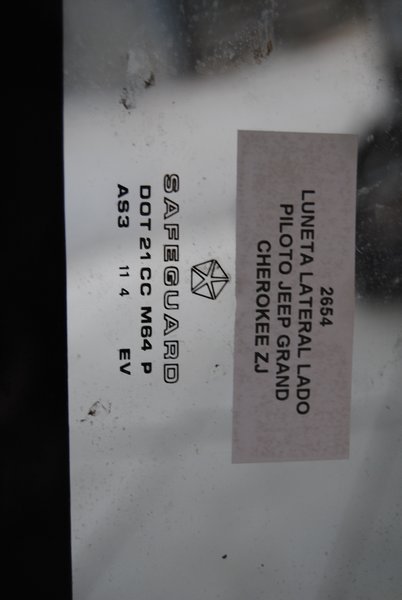 2654
LUNETA LATERAL LADO
PILOTO JEEP GRAND
CHEROKEE ZJ
SAFEGUARD
DOT 21 CC M64 P
AS3 11 4 EV